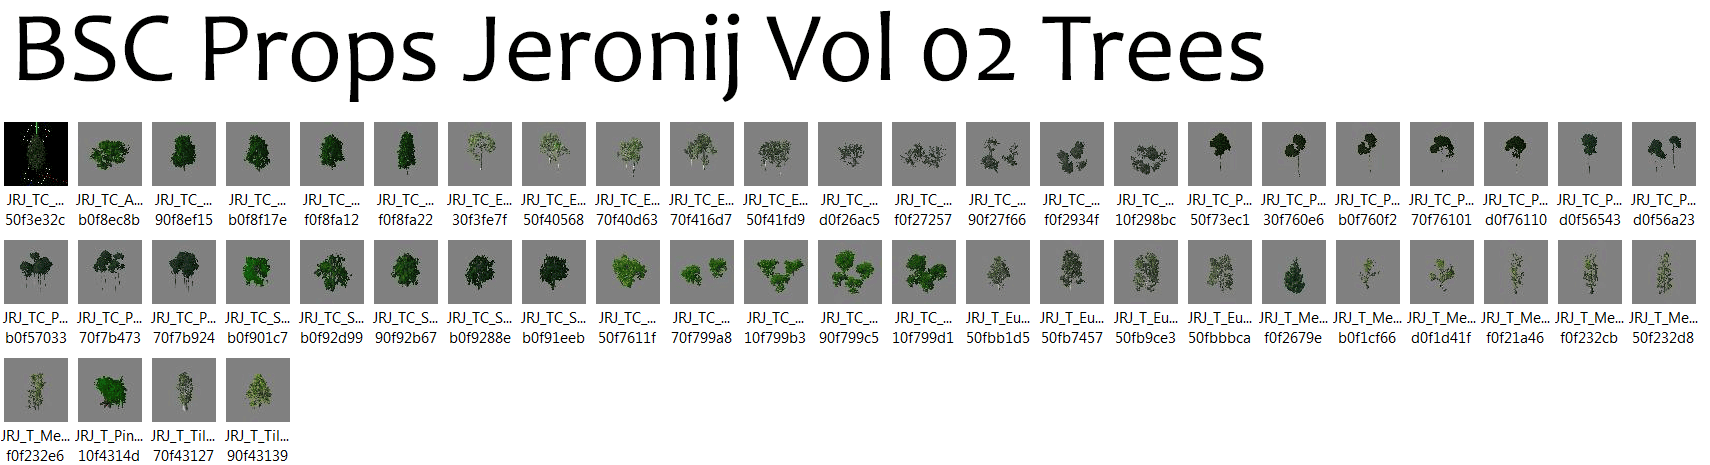 BSC Props Jeronij Vol 02 Trees
JRJ_TC_... JRJ_TC_A... JRJ_TC_... JRJ_TC_... JRJ_TC_... JRJ_TC_... JRJ_TC_E... JRJ_TC_E... JRJ_TC_E... JRJ_TC_E... JRJ_TC_E... JRJ_TC_... JRJ_TC_... JRJ_TC_... JRJ_TC_... JRJ_TC_... JRJ_TC_P... JRJ_TC_P... JRJ_TC_P... JRJ_TC_P... JRJ_TC_P... JRJ_TC_P... JRJ_TC_P...
50f3e32c b0f8ec8b 90f8ef15 b0f8f17e f0f8fa12 f0f8fa22 30f3fe7f 50f40568 70f40d63 70f416d7 50f41fd9 d0f26ac5 f0f27257 90f27f66 f0f2934f 10f298bc 50f73ec1 30f760e6 b0f760f2 70f76101 d0f76110 d0f56543 d0f56a23
JRJ_TC_P... JRJ_TC_P... JRJ_TC_P... JRJ_TC_S... JRJ_TC_S... JRJ_TC_S... JRJ_TC_S... JRJ_TC_S... JRJ_TC_... JRJ_TC_... JRJ_TC_... JRJ_TC_... JRJ_TC_... JRJ_T_Eu... JRJ_T_Eu... JRJ_T_Eu... JRJ_T_Eu... JRJ_T_Me... JRJ_T_Me... JRJ_T_Me... JRJ_T_Me... JRJ_T_Me... JRJ_T_Me...
b0f57033 70f7b473 70f7b924 b0f901c7 b0f92d99 90f92b67 b0f9288e b0f91eeb 50f7611f 70f799a8 10f799b3 90f799c5 10f799d1 50fbb1d5 50fb7457 50fb9ce3 50fbbbca f0f2679e b0f1cf66 d0f1d41f f0f21a46 f0f232cb 50f232d8
JRJ_T_Me... JRJ_T_Pin... JRJ_T_Til... JRJ_T_Til...
f0f232e6 10f4314d 70f43127 90f43139